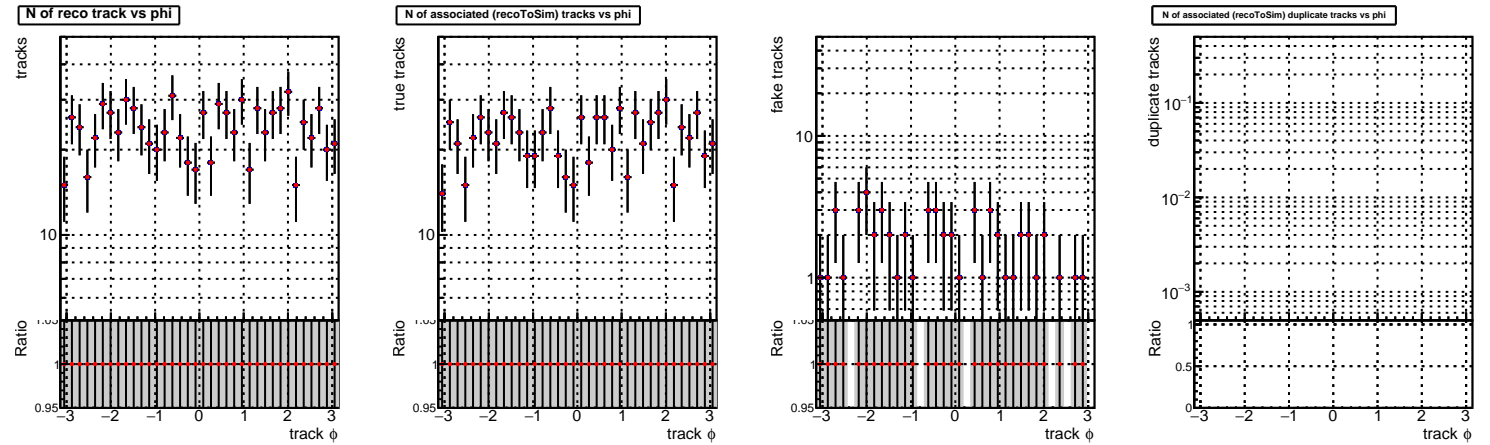 N of reco track vs phi
tracks
10
Ratio
1
0.95
−3 −2 −1 0 1 2 3
track ϕ
N of associated (recoToSim) tracks vs phi
true tracks
10
Ratio
1
0.95
−3 −2 −1 0 1 2 3
track ϕ
fake tracks
10
1
Ratio
1
0.95
−3 −2 −1 0 1 2 3
track ϕ
N of associated (recoToSim) duplicate tracks vs phi
duplicate tracks
10−1
10−2
10−3
Ratio
1
0.5
0
−3 −2 −1 0 1 2 3
track ϕ